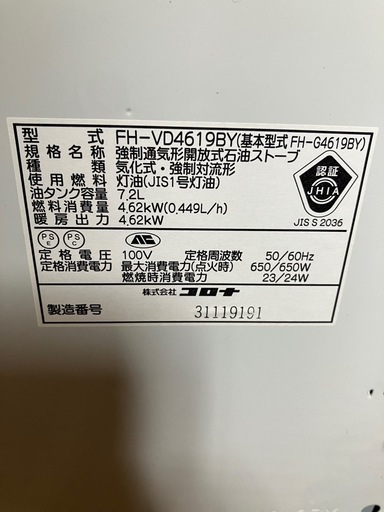 型式 FH-VD4619BY(基本型式 FH-G4619BY)
規格名称 強制通気形開放式石油ストーブ
種類 気化式・強制対流形
使用燃料 灯油(JIS1号灯油)
油タンク容量 7.2L
燃料消費量 4.62kW(0.449L/h)
暖房出力 4.62kW
認証
JHIA
JIS S 2036
PS E PS C
定格電圧 100V 定格周波数 50/60Hz
定格消費電力 最大消費電力(点火時) 650/650W
燃焼時消費電力 23/24W
株式会社 コロナ
製造番号 31119191